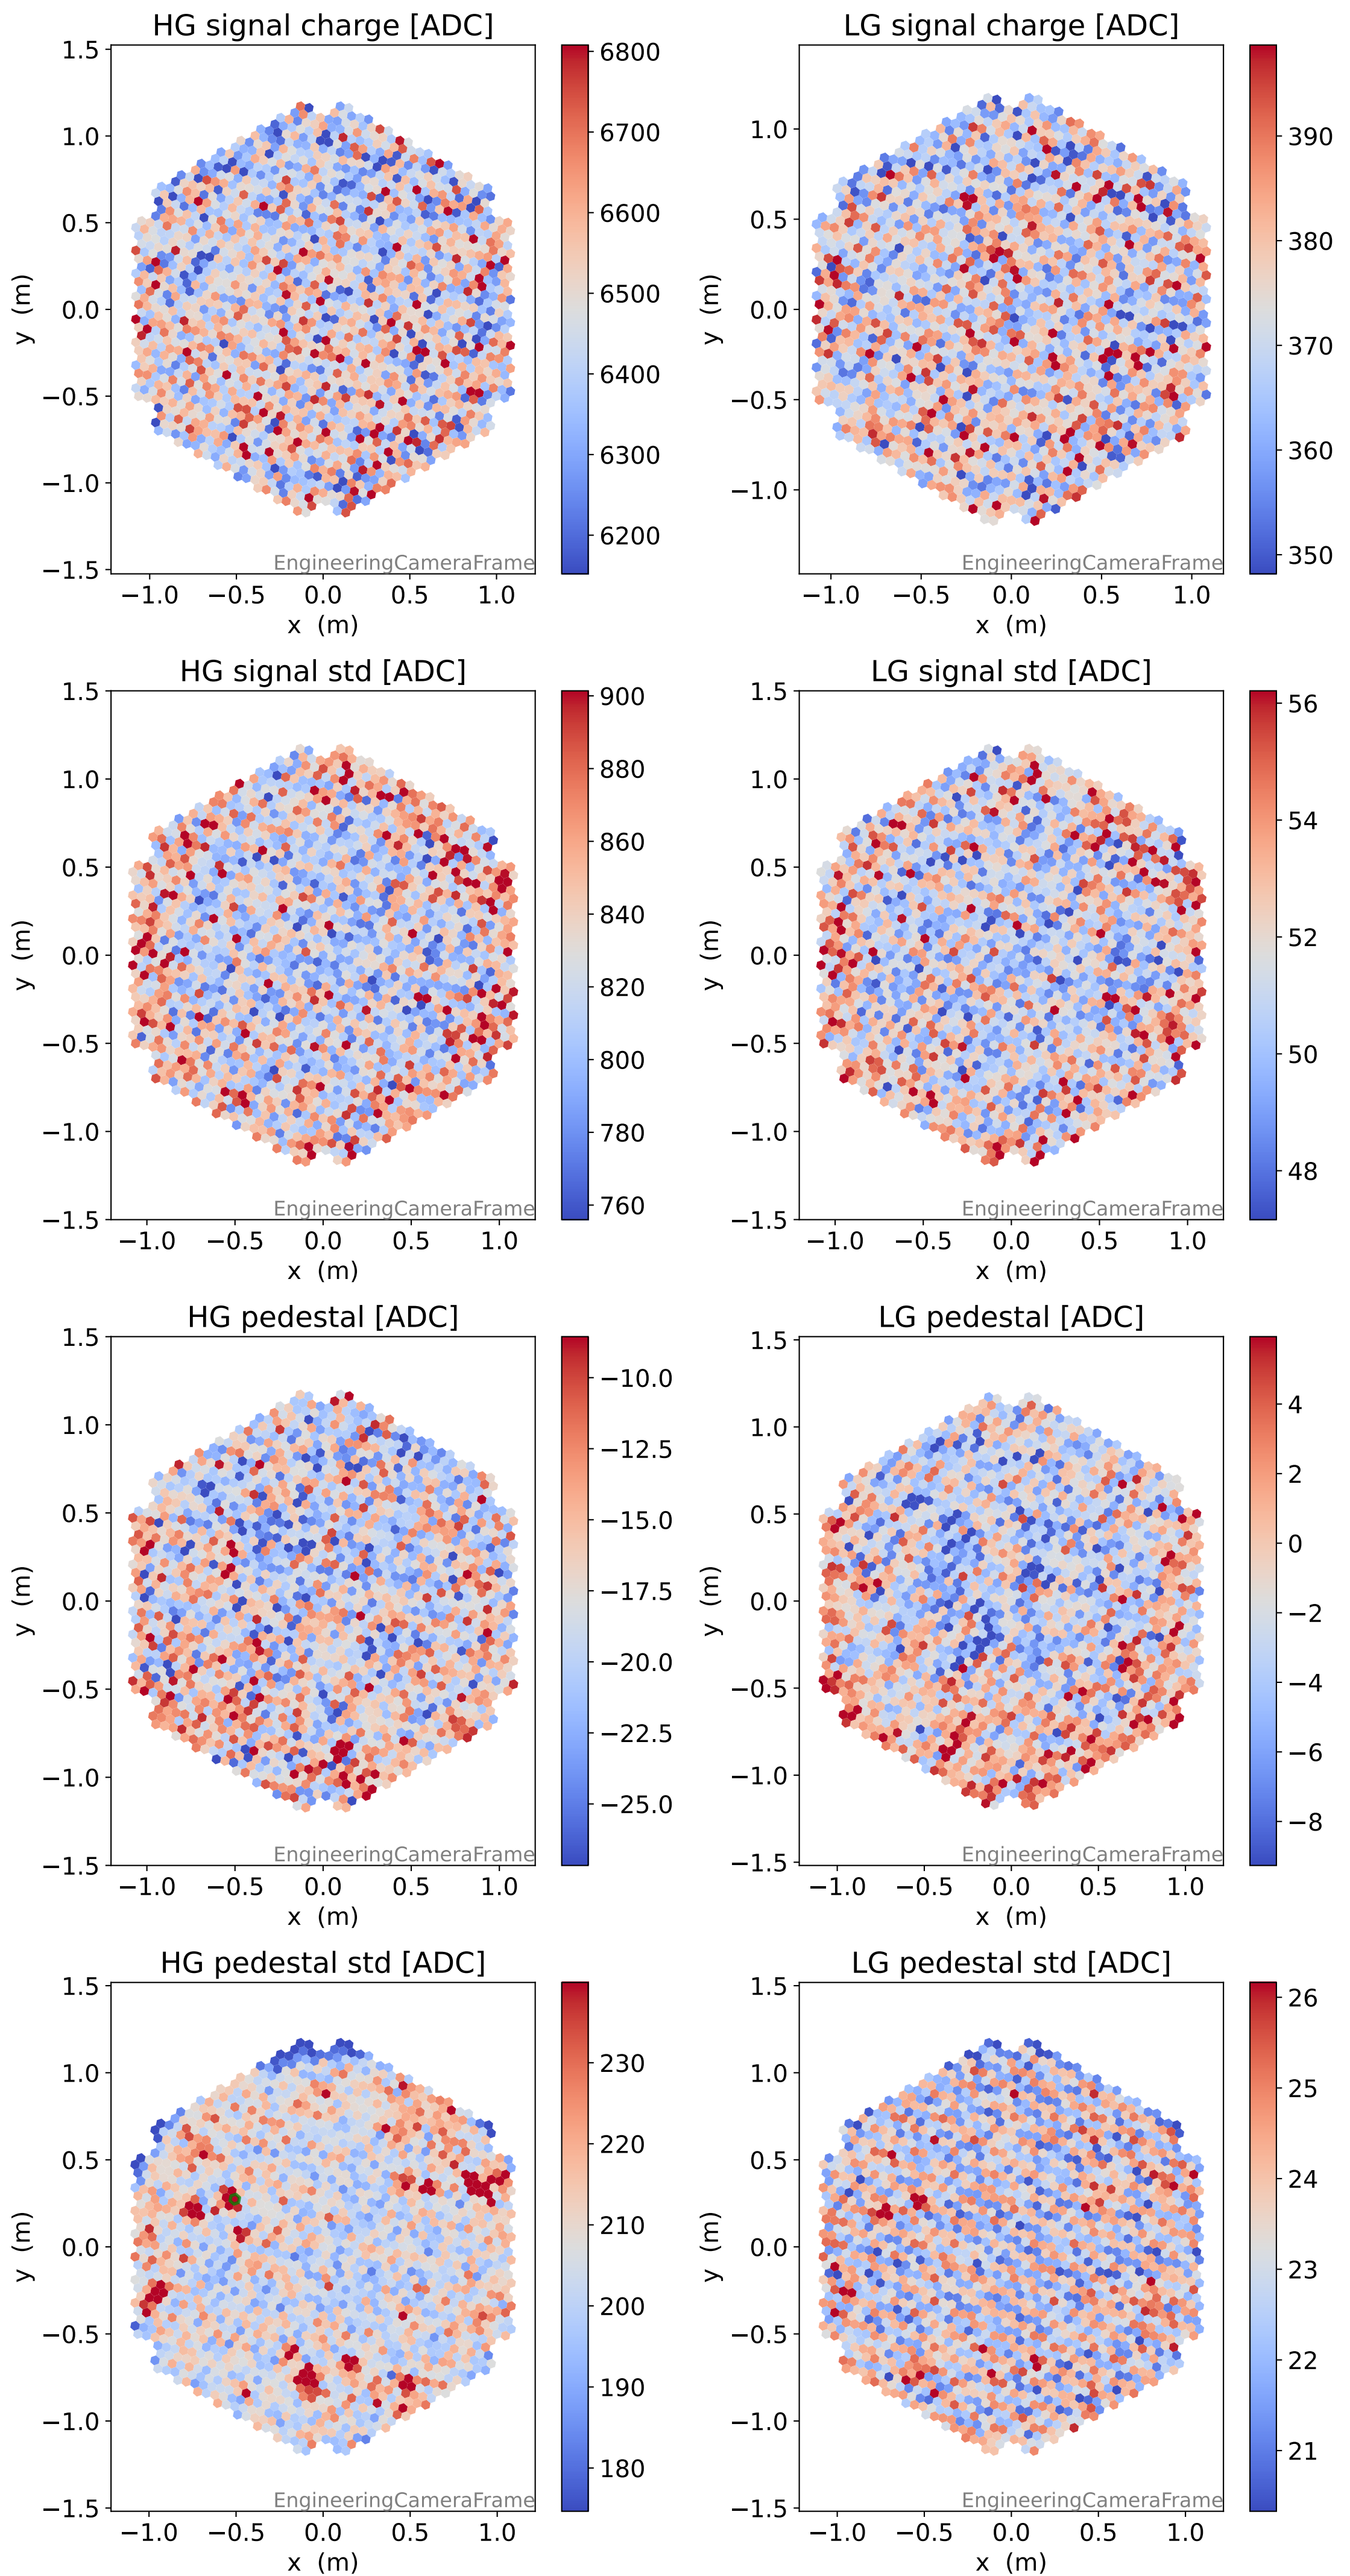 HG signal charge [ADC]
1.5
1.0
0.5
0.0
−0.5
−1.0
−1.5
y (m)
−1.0 −0.5 0.0 0.5 1.0
x (m)
EngineeringCameraFrame
6800
6700
6600
6500
6400
6300
6200
LG signal charge [ADC]
1.0
0.5
0.0
−0.5
−1.0
y (m)
−1.0 −0.5 0.0 0.5 1.0
x (m)
EngineeringCameraFrame
390
380
370
360
350
HG signal std [ADC]
1.5
1.0
0.5
0.0
−0.5
−1.0
−1.5
y (m)
−1.0 −0.5 0.0 0.5 1.0
x (m)
EngineeringCameraFrame
900
880
860
840
820
800
780
760
LG signal std [ADC]
1.5
1.0
0.5
0.0
−0.5
−1.0
−1.5
y (m)
−1.0 −0.5 0.0 0.5 1.0
x (m)
EngineeringCameraFrame
56
54
52
50
48
HG pedestal [ADC]
1.5
1.0
0.5
0.0
−0.5
−1.0
−1.5
y (m)
−1.0 −0.5 0.0 0.5 1.0
x (m)
EngineeringCameraFrame
−10.0
−12.5
−15.0
−17.5
−20.0
−22.5
−25.0
LG pedestal [ADC]
1.5
1.0
0.5
0.0
−0.5
−1.0
−1.5
y (m)
−1.0 −0.5 0.0 0.5 1.0
x (m)
EngineeringCameraFrame
4
2
0
−2
−4
−6
−8
HG pedestal std [ADC]
1.5
1.0
0.5
0.0
−0.5
−1.0
−1.5
y (m)
−1.0 −0.5 0.0 0.5 1.0
x (m)
EngineeringCameraFrame
230
220
210
200
190
180
LG pedestal std [ADC]
1.5
1.0
0.5
0.0
−0.5
−1.0
−1.5
y (m)
−1.0 −0.5 0.0 0.5 1.0
x (m)
EngineeringCameraFrame
26
25
24
23
22
21